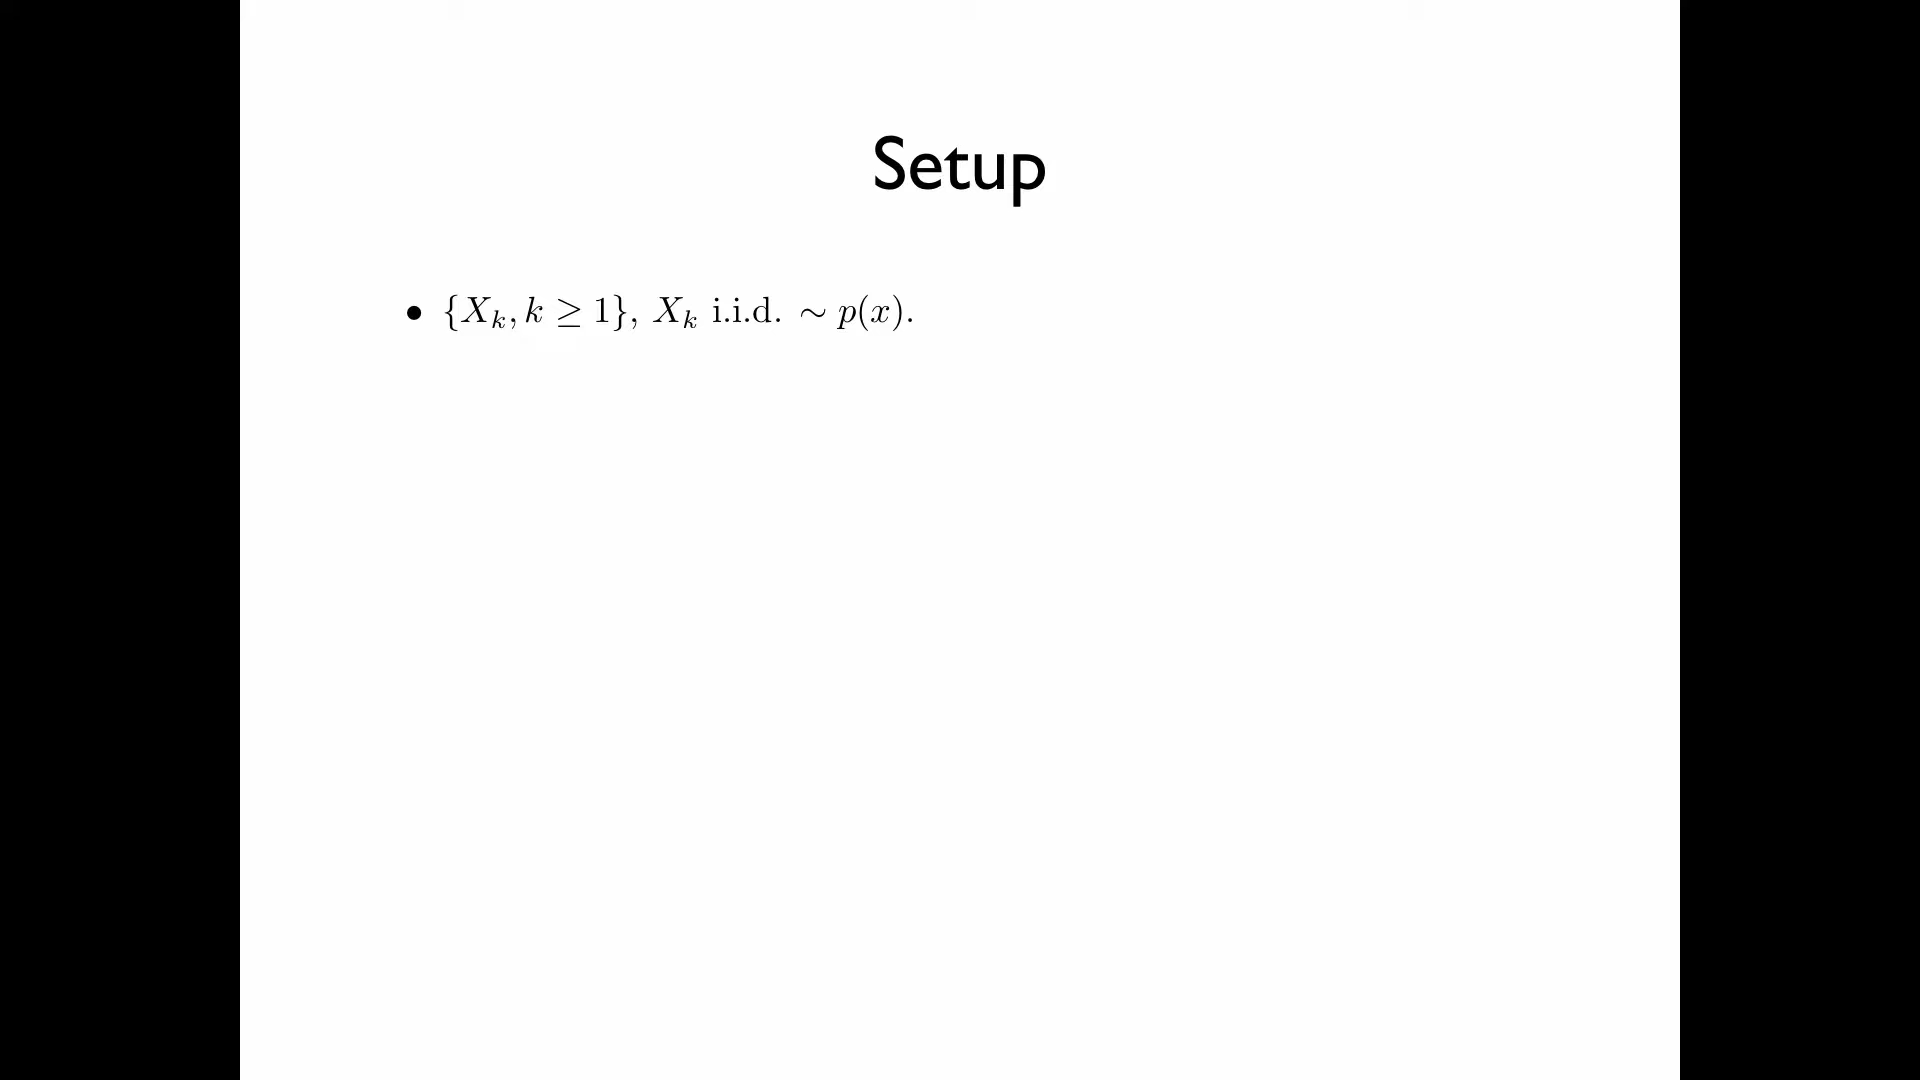 Setup
• {X_k, k ≥ 1}, X_k i.i.d. ∼ p(x).